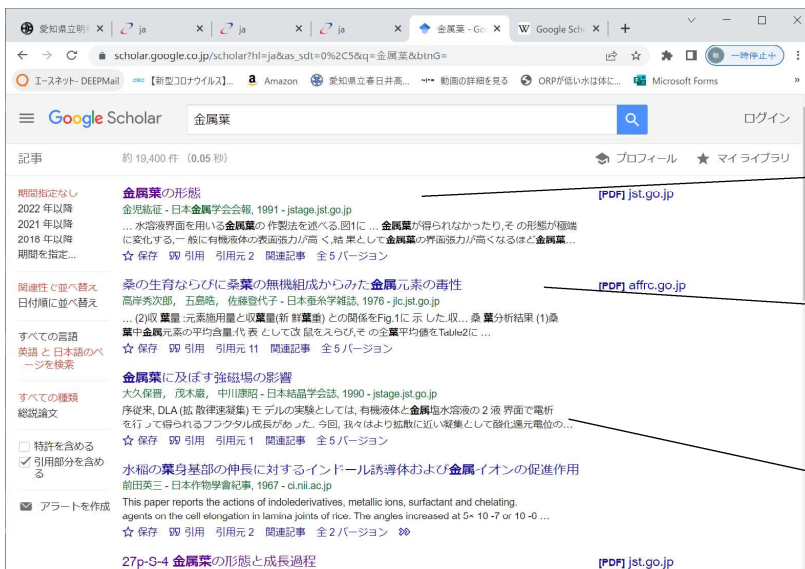 愛知県立明
ja
ja
ja
金属葉 - Go
Google Sch
scholar.google.co.jp/scholar?hl=ja&as_sdt=0%2C5&q=金属葉&btnG=
一時停止中
エースネット- DEEPMail
【新型コロナウイルス】...
Amazon
愛知県立春日井高...
動画の詳細を見る
ORPが低い水は体に...
Microsoft Forms
»
Google Scholar
金属葉
ログイン
記事
約 19,400 件 (0.05 秒)
プロフィール
マイライブラリ
期間指定なし
2022 年以降
2021 年以降
2018 年以降
期間を指定...
関連性で並べ替え
日付順に並べ替え
すべての言語
英語 と 日本語のペ
ージを検索
すべての種類
総説論文
特許を含める
引用部分を含め
る
アラートを作成
金属葉の形態
[PDF] jst.go.jp
金児紘征 - 日本金属学会会報, 1991 - jstage.jst.go.jp
… 水溶液界面を用いる金属葉の 作製法を述べる.図1に … 金属葉が得られなかったり,そ の形態が極端
に変化する,一 般に有機液体の表面張力が高 く,結 果として金属葉の界面張力が高くなるほど金属葉…
保存 引用 引用元 2 関連記事 全 5 バージョン
桑の生育ならびに桑葉の無機組成からみた金属元素の毒性
[PDF] affrc.go.jp
高岸秀次郎, 五島皓, 佐藤登代子 - 日本蚕糸学雑誌, 1976 - jlc.jst.go.jp
… (2)収 葉量 :元素施用量と収葉量(新 鮮葉重) との関係をFig.1に 示 した.収… 桑 葉分析結果 (1)桑
葉中金属元素の平均含量:代 表 として改 鼠をえらび,そ の全葉平均値をTable2に …
保存 引用 引用元 11 関連記事 全 5 バージョン
金属葉に及ぼす強磁場の影響
大久保晋, 茂木巖, 中川康昭 - 日本結晶学会誌, 1990 - jstage.jst.go.jp
序従来, DLA (拡 散律速凝集) モ デルの実験としては, 有機液体と金属塩水溶液の 2 液 界面で電析
を行 って得られるフラクタル成長があった. 今回, 我々はより拡散に近い凝集として酸化還元電位の…
保存 引用 引用元 1 関連記事 全 5 バージョン
水稲の葉身基部の伸長に対するインドール誘導体および金属イオンの促進作用
前田英三 - 日本作物學會紀事, 1967 - ci.nii.ac.jp
This paper reports the actions of indolederivatives, metallic ions, surfactant and chelating.
agents on the cell elongation in lamina joints of rice. The angles increased at 5× 10 -7 or 10 -6 …
保存 引用 引用元 2 関連記事 全 2 バージョン
27p-S-4 金属葉の形態と成長過程
[PDF] jst.go.jp